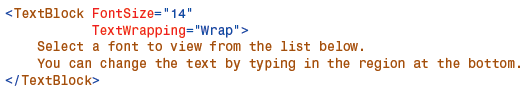 <TextBlock FontSize="14"
TextWrapping="Wrap">
Select a font to view from the list below.
You can change the text by typing in the region at the bottom.
</TextBlock>